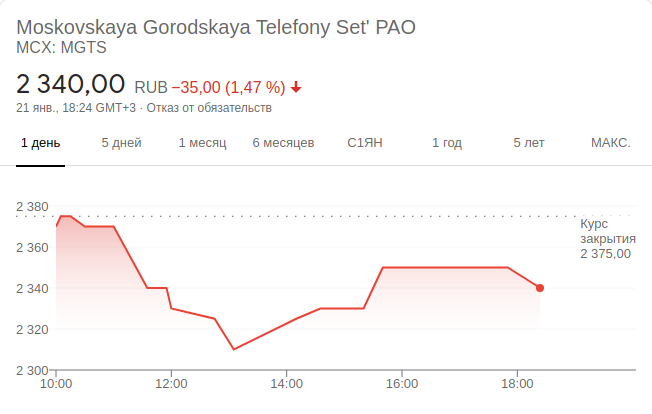 Moskovskaya Gorodskaya Telefony Set' PAO
MCX: MGTS
2 340,00 RUB −35,00 (1,47 %)
21 янв., 18:24 GMT+3 · Отказ от обязательств
1 день 5 дней 1 месяц 6 месяцев С1ЯН 1 год 5 лет МАКС.
2 380
Курс
закрытия
2 375,00
2 360
2 340
2 320
2 300
10:00 12:00 14:00 16:00 18:00